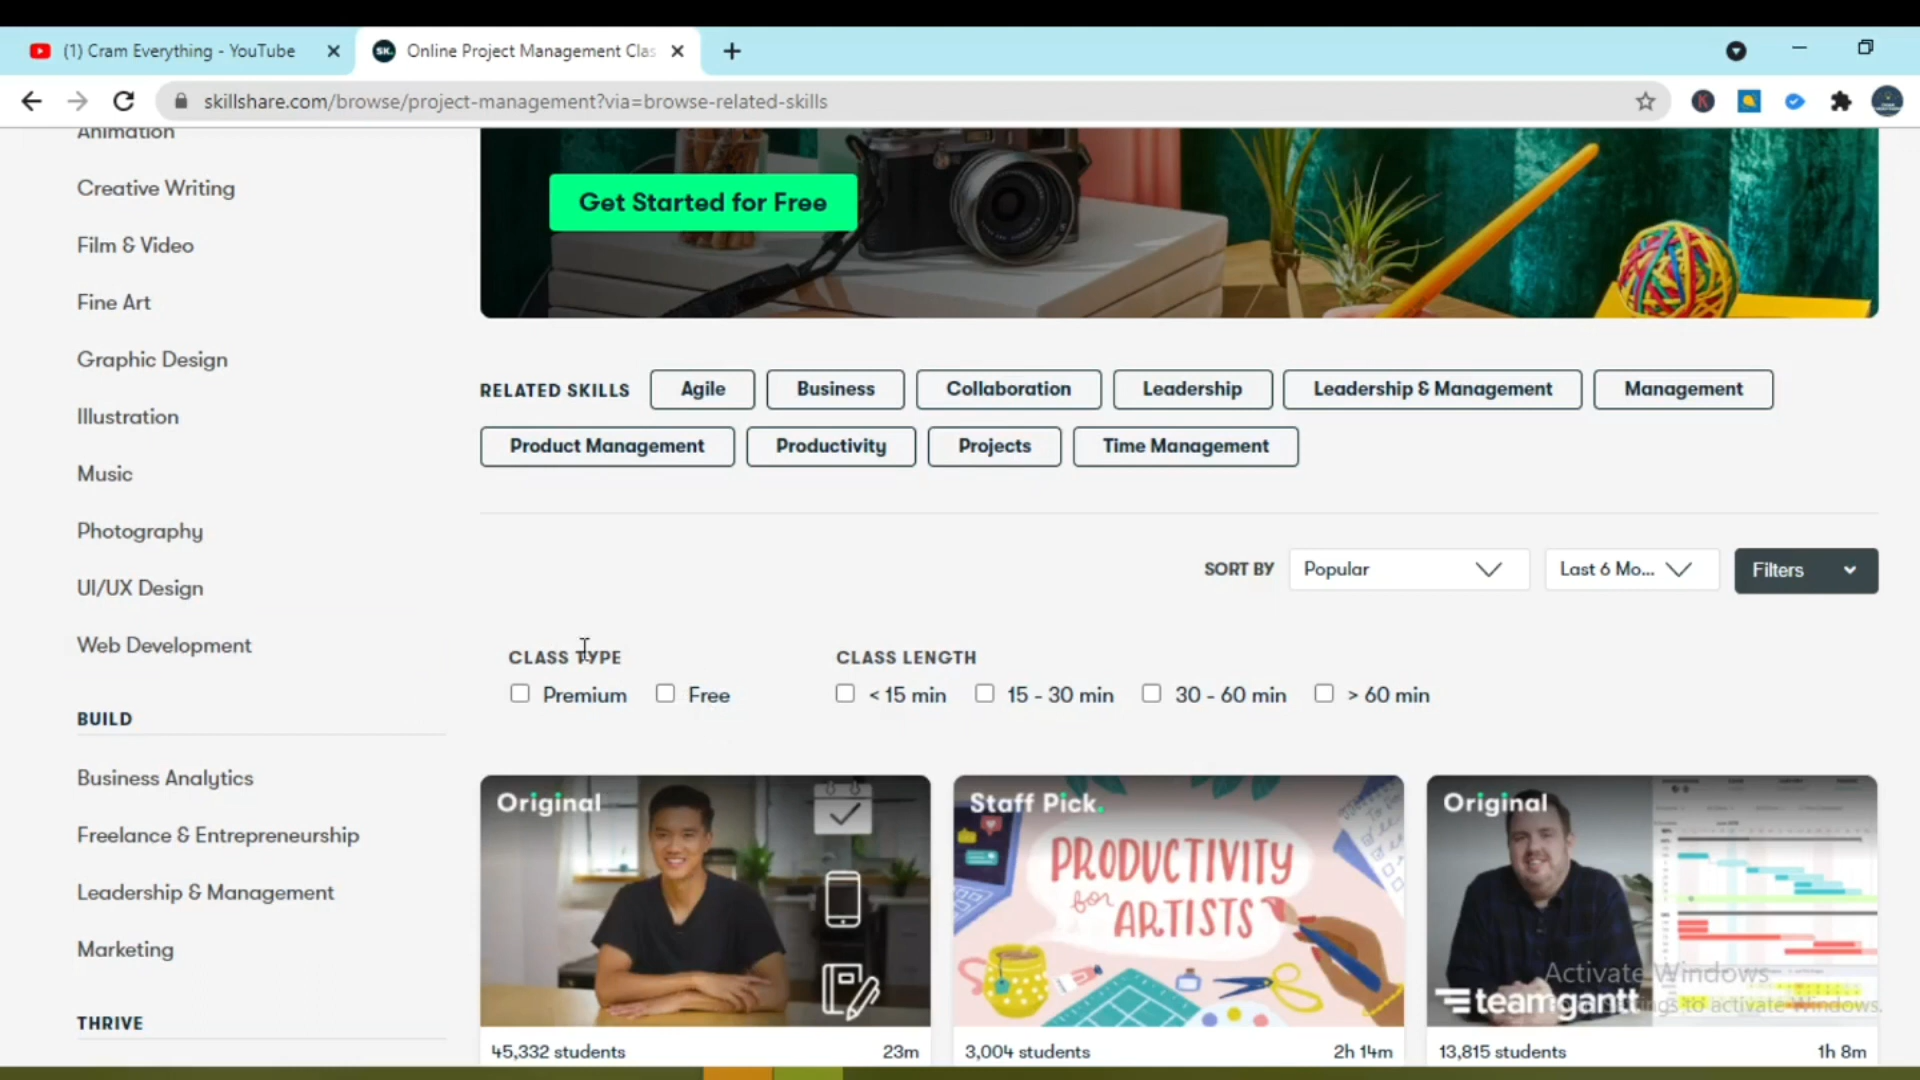 (1) Cram Everything - YouTube
SK.
Online Project Management Clas
skillshare.com/browse/project-management?via=browse-related-skills
Animation
Creative Writing
Film & Video
Fine Art
Graphic Design
Illustration
Music
Photography
UI/UX Design
Web Development
BUILD
Business Analytics
Freelance & Entrepreneurship
Leadership & Management
Marketing
THRIVE
Get Started for Free
RELATED SKILLS Agile Business Collaboration Leadership Leadership & Management Management
Product Management Productivity Projects Time Management
SORT BY Popular Last 6 Mo... Filters
CLASS TYPE CLASS LENGTH
Premium Free < 15 min 15 - 30 min 30 - 60 min > 60 min
Original
45,332 students 23m
Staff Pick.
PRODUCTIVITY
for
ARTISTS
3,004 students 2h 14m
Original
teamgantt
13,815 students 1h 8m
Activate Windows
to activate Windows.